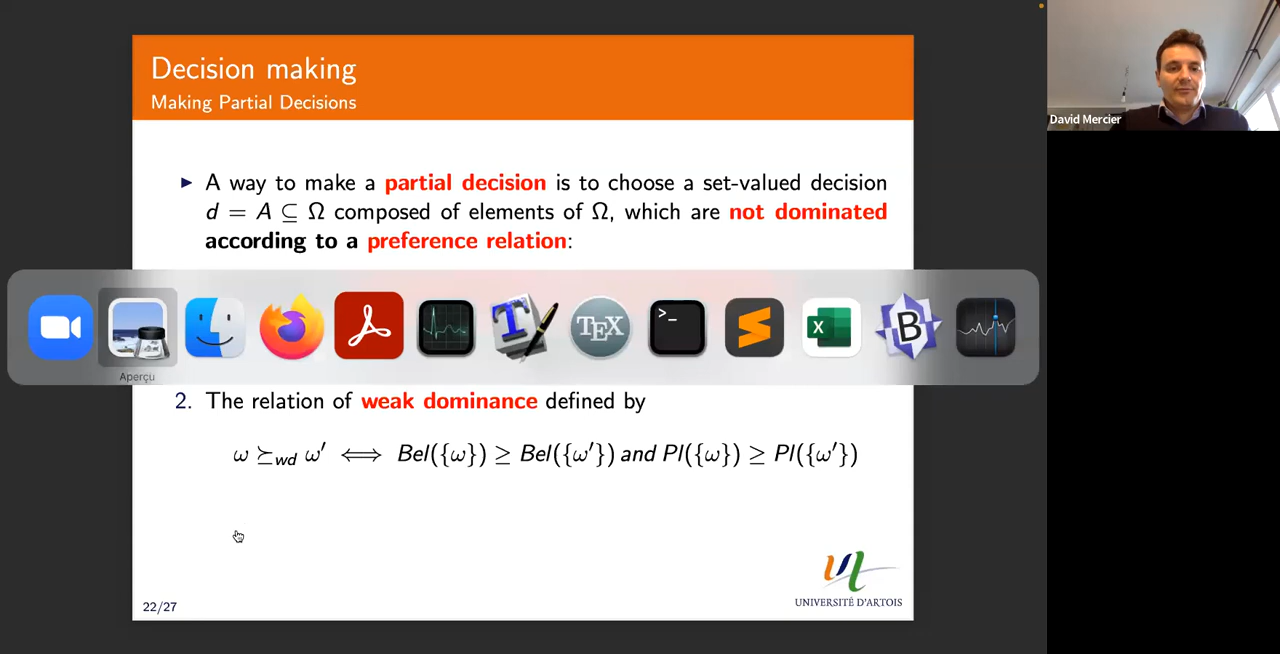 Decision making
Making Partial Decisions
► A way to make a partial decision is to choose a set-valued decision
d = A ⊆ Ω composed of elements of Ω, which are not dominated
according to a preference relation:
>_
T
TEX
X
B
Aperçu
2. The relation of weak dominance defined by
ω ⪰wd ω′ ⟺ Bel({ω}) ≥ Bel({ω′}) and Pl({ω}) ≥ Pl({ω′})
UNIVERSITÉ D'ARTOIS
22/27
David Mercier